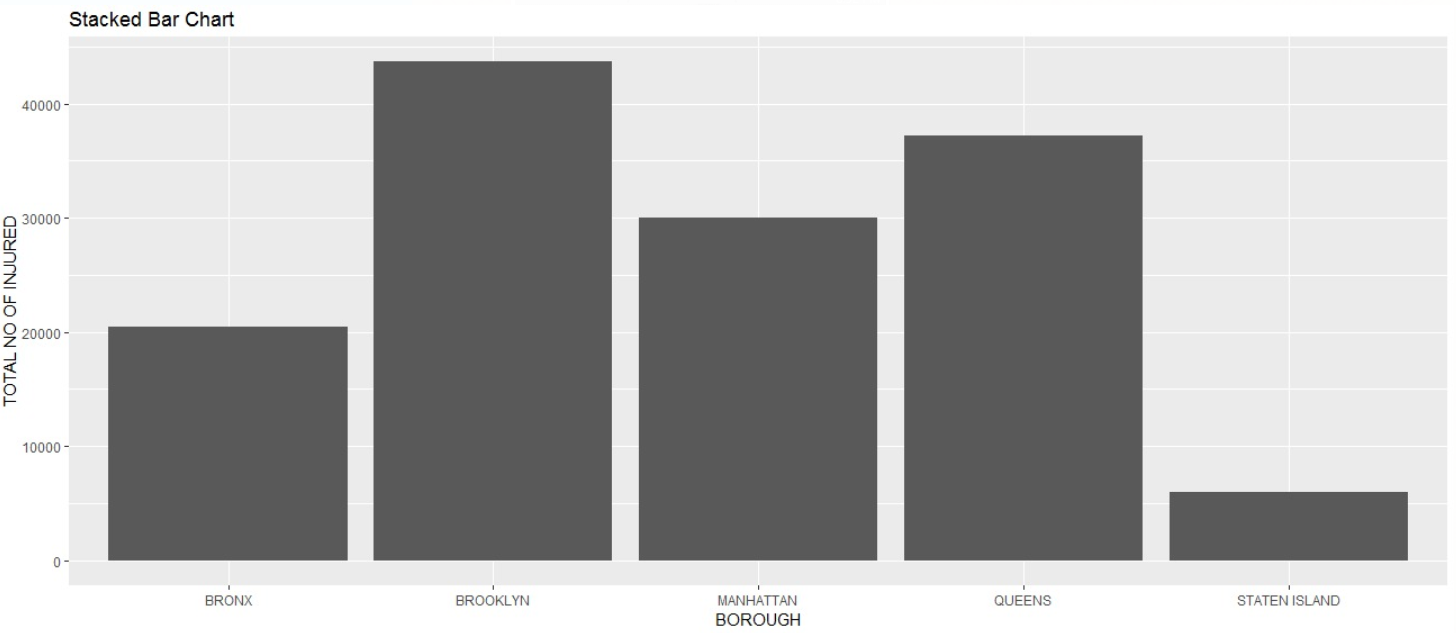 Stacked Bar Chart
TOTAL NO OF INJURED
40000
30000
20000
10000
0
BRONX BROOKLYN MANHATTAN QUEENS STATEN ISLAND
BOROUGH